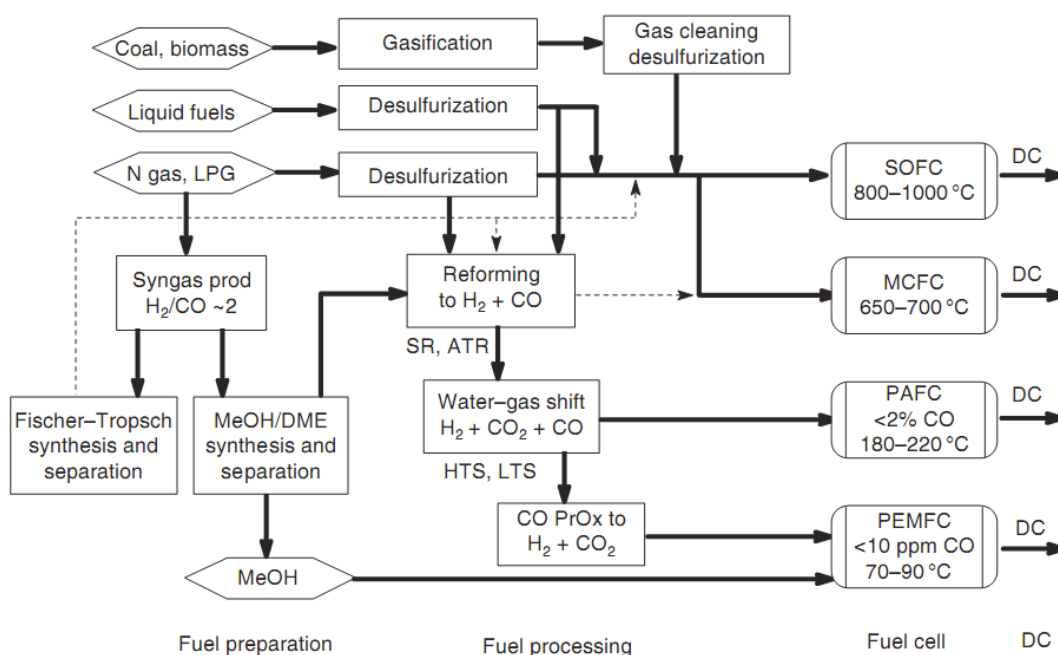 Coal, biomass
Gasification
Gas cleaning
desulfurization
Liquid fuels
Desulfurization
N gas, LPG
Desulfurization
SOFC
800–1000 °C
DC
Syngas prod
H₂/CO ~2
Reforming
to H₂ + CO
MCFC
650–700 °C
DC
SR, ATR
Fischer–Tropsch
synthesis and
separation
MeOH/DME
synthesis and
separation
Water–gas shift
H₂ + CO₂ + CO
PAFC
<2% CO
180–220 °C
DC
HTS, LTS
CO PrOx to
H₂ + CO₂
PEMFC
<10 ppm CO
70–90 °C
DC
MeOH
Fuel preparation
Fuel processing
Fuel cell
DC